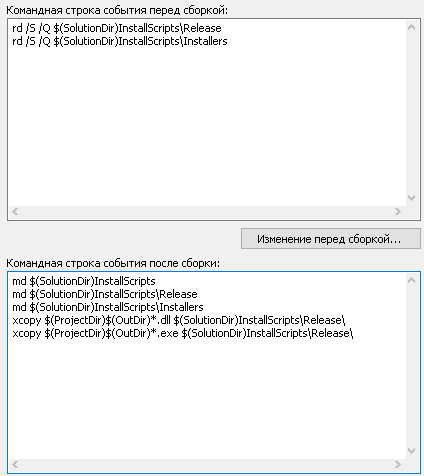 Командная строка события перед сборкой:
rd /S /Q $(SolutionDir)InstallScripts\Release
rd /S /Q $(SolutionDir)InstallScripts\Installers
Изменение перед сборкой...
Командная строка события после сборки:
md $(SolutionDir)InstallScripts
md $(SolutionDir)InstallScripts\Release
md $(SolutionDir)InstallScripts\Installers
xcopy $(ProjectDir)$(OutDir)*.dll $(SolutionDir)InstallScripts\Release\
xcopy $(ProjectDir)$(OutDir)*.exe $(SolutionDir)InstallScripts\Release\